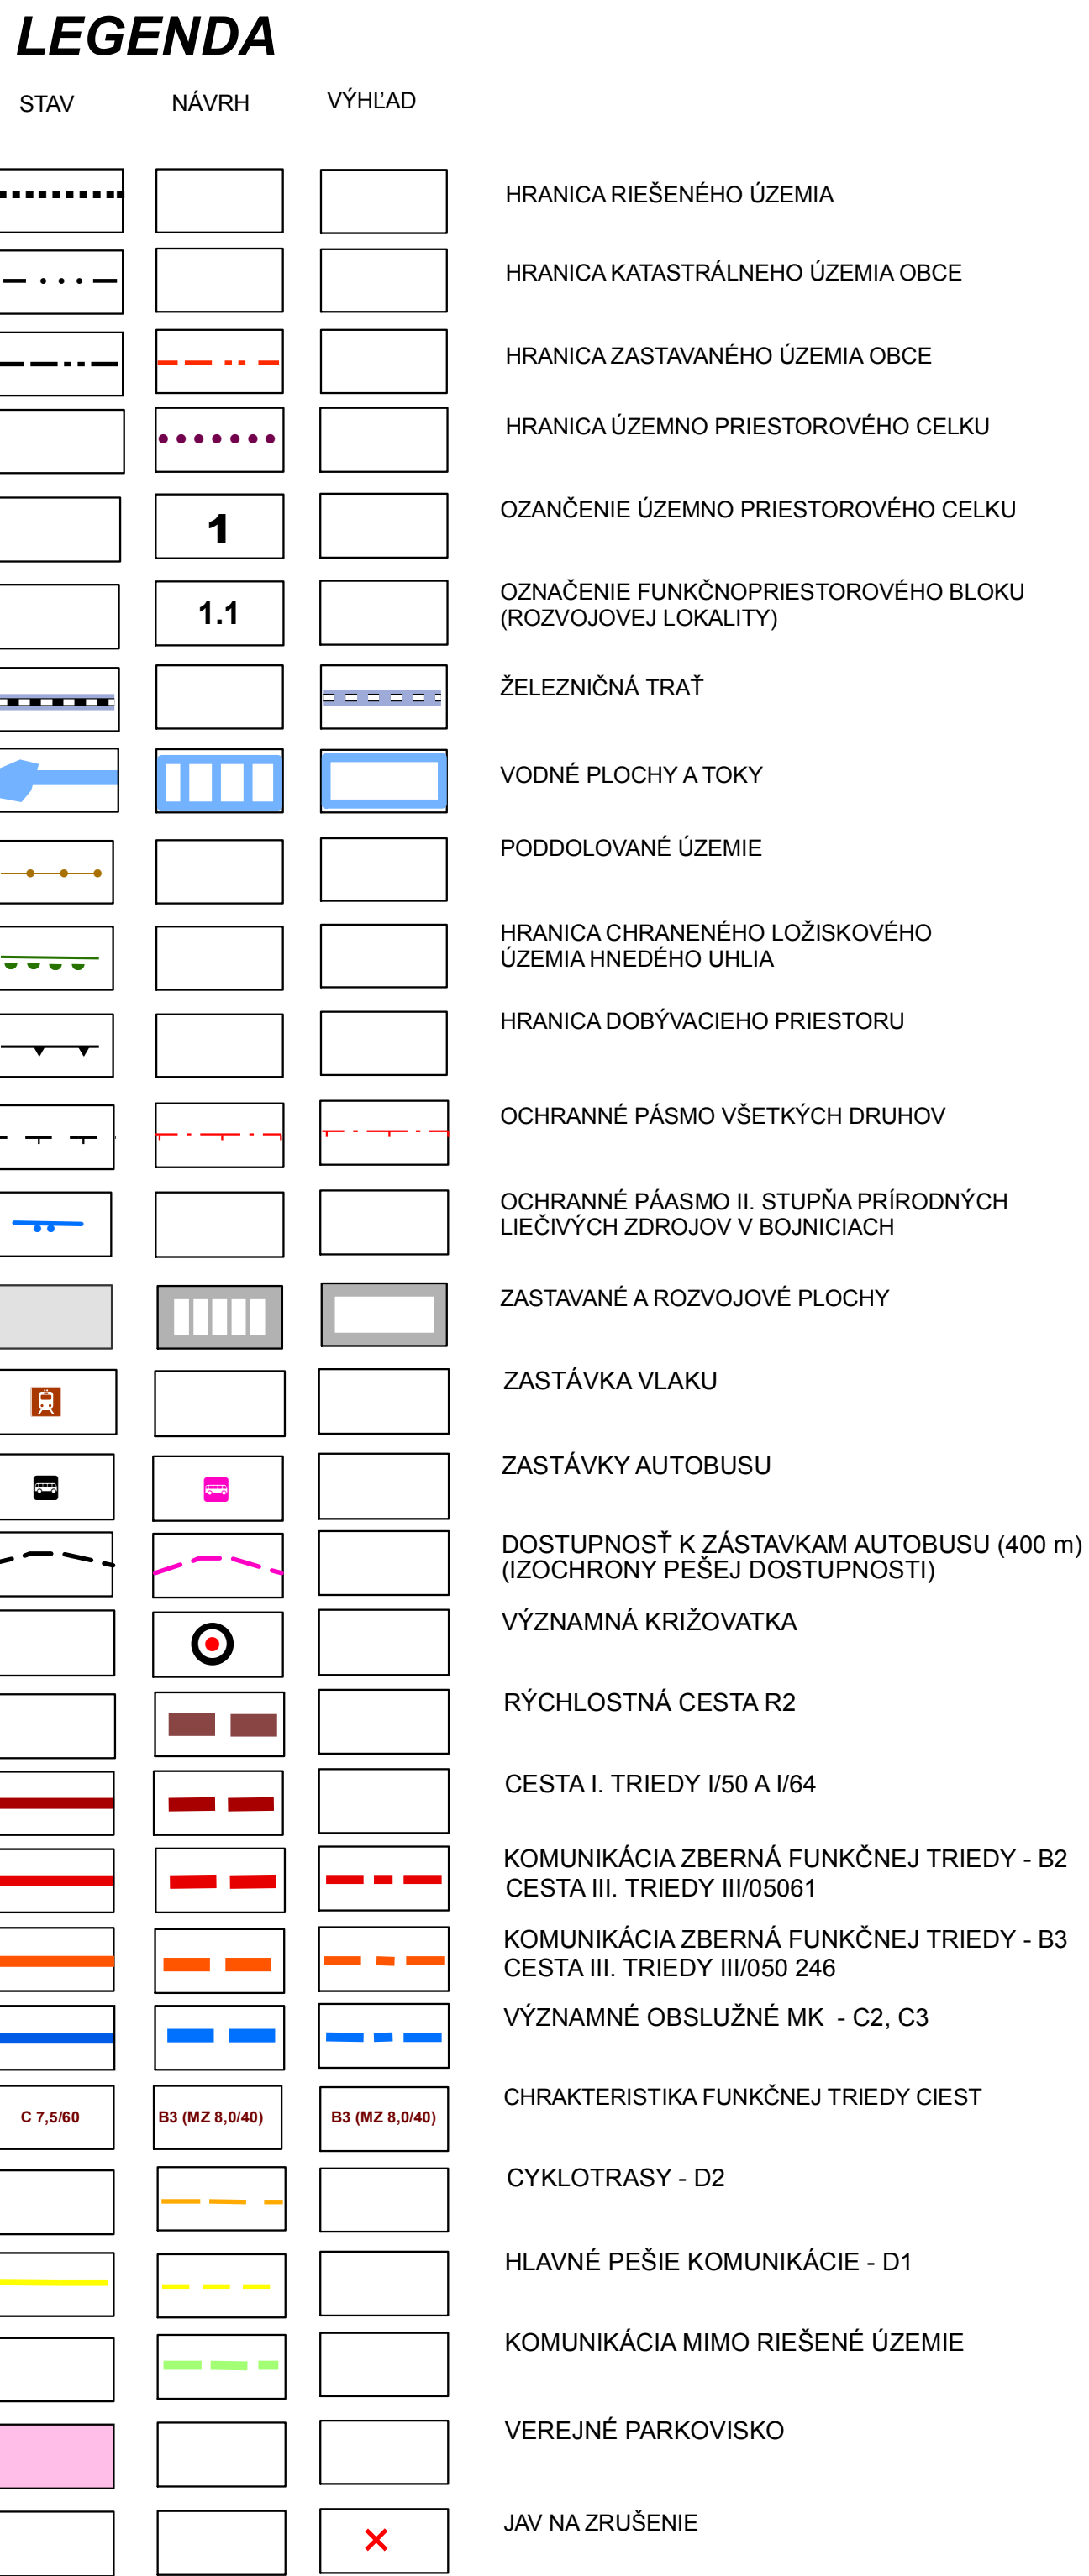 LEGENDA
STAV NÁVRH VÝHĽAD
HRANICA RIEŠENÉHO ÚZEMIA
HRANICA KATASTRÁLNEHO ÚZEMIA OBCE
HRANICA ZASTAVANÉHO ÚZEMIA OBCE
HRANICA ÚZEMNO PRIESTOROVÉHO CELKU
1 OZANČENIE ÚZEMNO PRIESTOROVÉHO CELKU
1.1 OZNAČENIE FUNKČNOPRIESTOROVÉHO BLOKU
(ROZVOJOVEJ LOKALITY)
ŽELEZNIČNÁ TRAŤ
VODNÉ PLOCHY A TOKY
PODDOLOVANÉ ÚZEMIE
HRANICA CHRANENÉHO LOŽISKOVÉHO
ÚZEMIA HNEDÉHO UHLIA
HRANICA DOBÝVACIEHO PRIESTORU
OCHRANNÉ PÁSMO VŠETKÝCH DRUHOV
OCHRANNÉ PÁASMO II. STUPŇA PRÍRODNÝCH
LIEČIVÝCH ZDROJOV V BOJNICIACH
ZASTAVANÉ A ROZVOJOVÉ PLOCHY
ZASTÁVKA VLAKU
ZASTÁVKY AUTOBUSU
DOSTUPNOSŤ K ZÁSTAVKAM AUTOBUSU (400 m)
(IZOCHRONY PEŠEJ DOSTUPNOSTI)
VÝZNAMNÁ KRIŽOVATKA
RÝCHLOSTNÁ CESTA R2
CESTA I. TRIEDY I/50 A I/64
KOMUNIKÁCIA ZBERNÁ FUNKČNEJ TRIEDY - B2
CESTA III. TRIEDY III/05061
KOMUNIKÁCIA ZBERNÁ FUNKČNEJ TRIEDY - B3
CESTA III. TRIEDY III/050 246
VÝZNAMNÉ OBSLUŽNÉ MK - C2, C3
C 7,5/60 B3 (MZ 8,0/40) B3 (MZ 8,0/40) CHRAKTERISTIKA FUNKČNEJ TRIEDY CIEST
CYKLOTRASY - D2
HLAVNÉ PEŠIE KOMUNIKÁCIE - D1
KOMUNIKÁCIA MIMO RIEŠENÉ ÚZEMIE
VEREJNÉ PARKOVISKO
JAV NA ZRUŠENIE